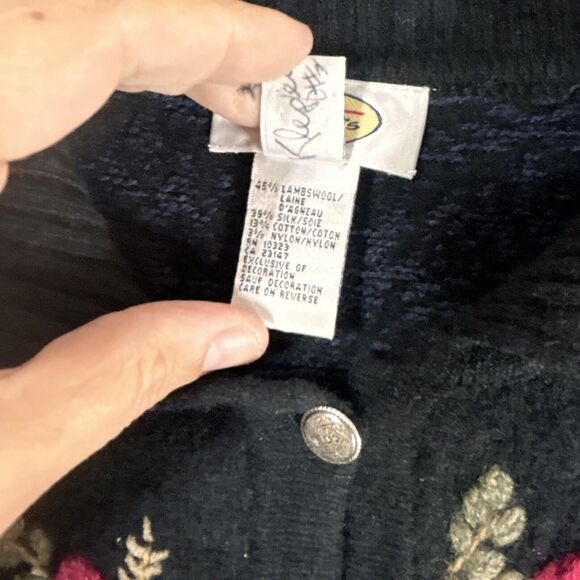 45% LAMBSWOOL/
LAINE
D'AGNEAU
39% SILK/SOIE
13% COTTON/COTON
3% NYLON/NYLON
RN 10323
CA 23147
EXCLUSIVE OF
DECORATION
SAUF DECORATION
CARE ON REVERSE